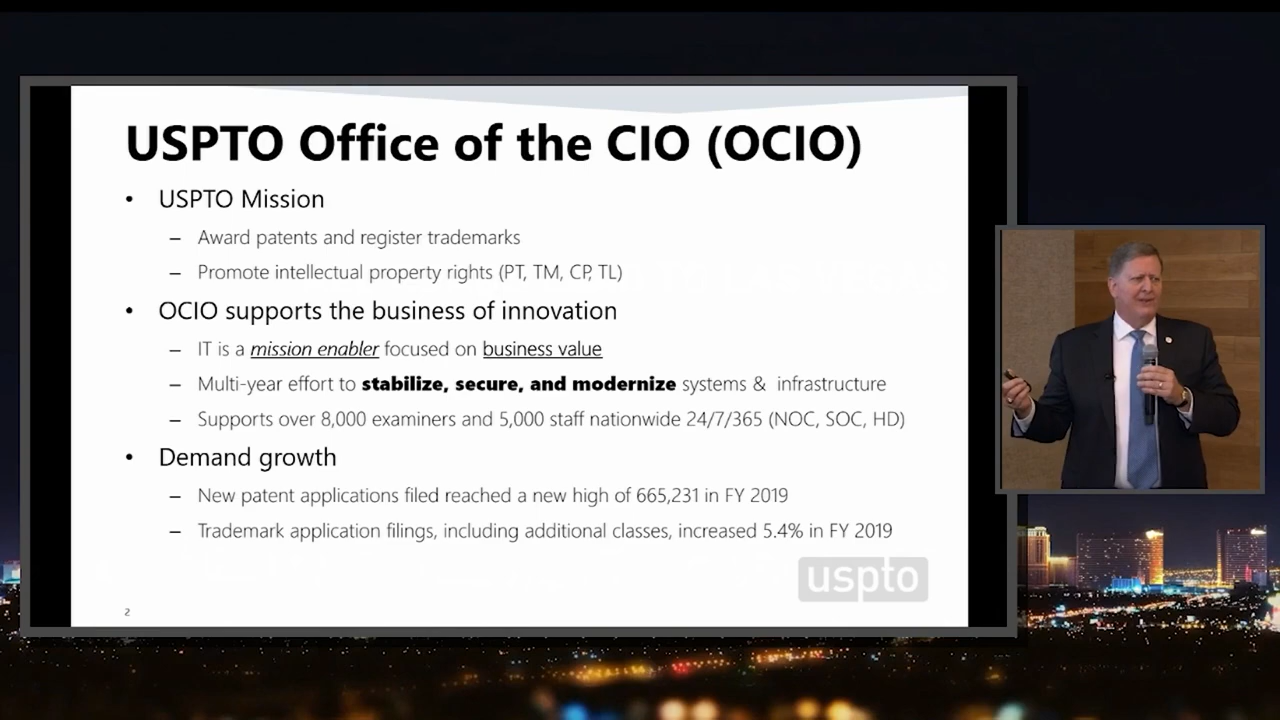 USPTO Office of the CIO (OCIO)
• USPTO Mission
– Award patents and register trademarks
– Promote intellectual property rights (PT, TM, CP, TL)
• OCIO supports the business of innovation
– IT is a mission enabler focused on business value
– Multi-year effort to stabilize, secure, and modernize systems & infrastructure
– Supports over 8,000 examiners and 5,000 staff nationwide 24/7/365 (NOC, SOC, HD)
• Demand growth
– New patent applications filed reached a new high of 665,231 in FY 2019
– Trademark application filings, including additional classes, increased 5.4% in FY 2019
uspto
2